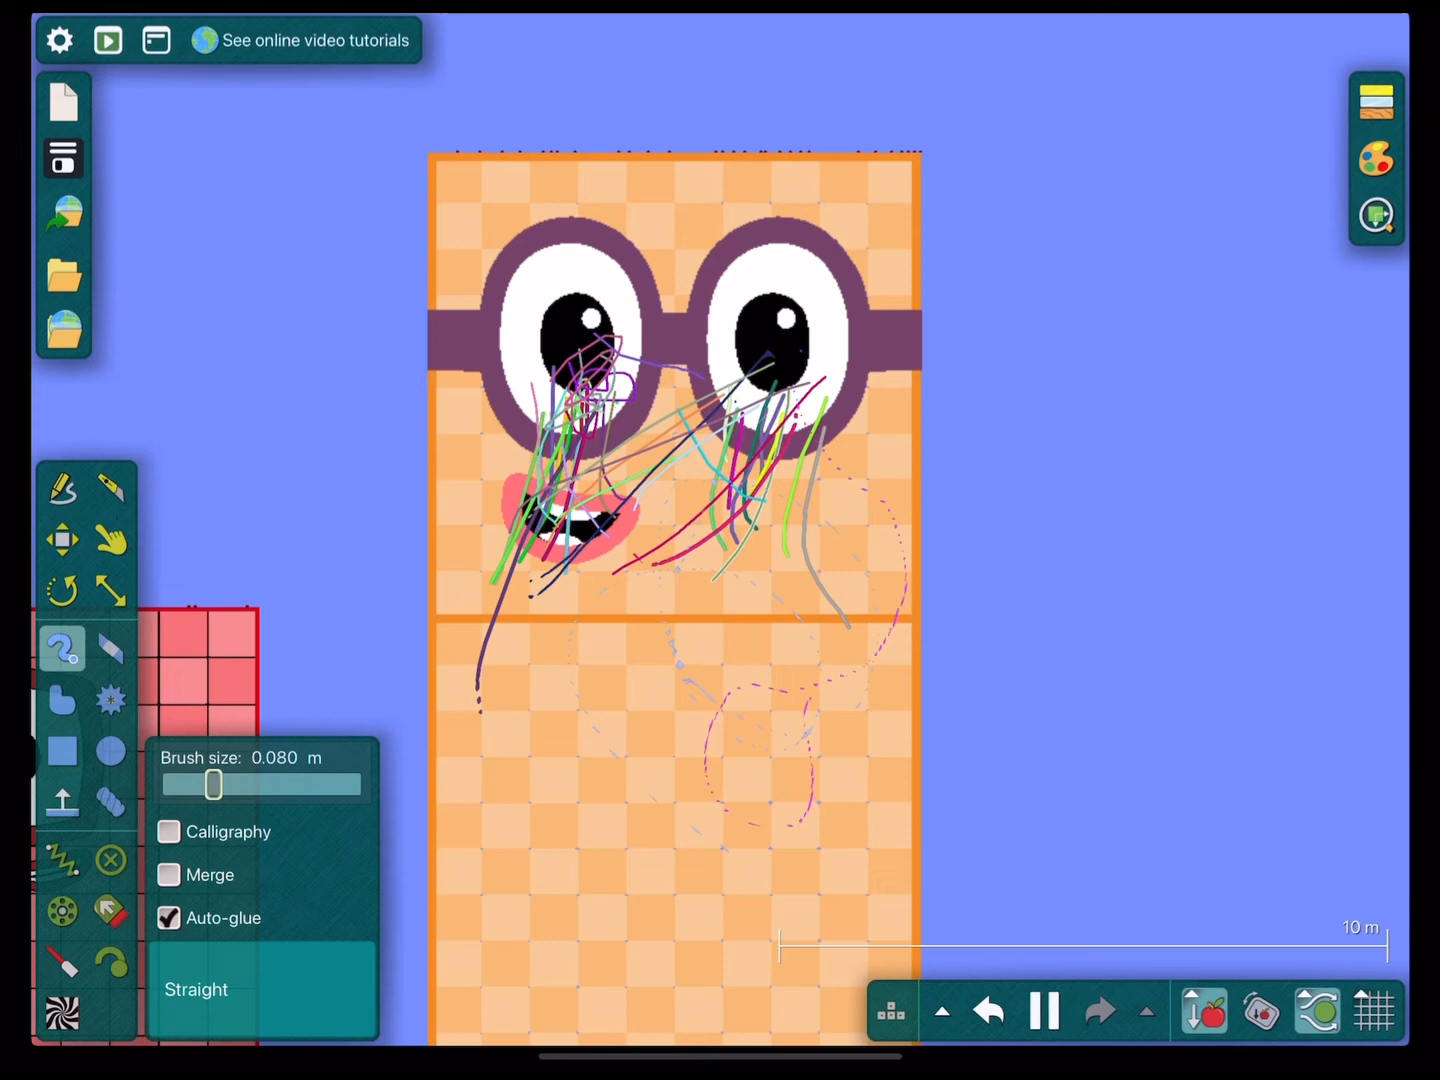 See online video tutorials
Brush size: 0.080 m
Calligraphy
Merge
Auto-glue
Straight
10 m